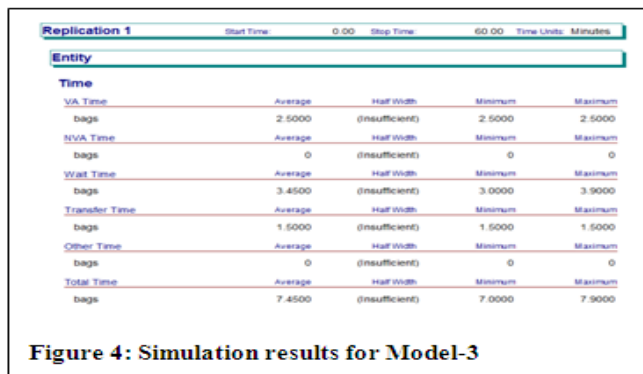 Replication 1 Start Time: 0.00 Stop Time: 60.00 Time Units: Minutes
Entity
Time
VA Time Average Half Width Minimum Maximum
bags 2.5000 (Insufficient) 2.5000 2.5000
NVA Time Average Half Width Minimum Maximum
bags 0 (Insufficient) 0 0
Wait Time Average Half Width Minimum Maximum
bags 3.4500 (Insufficient) 3.0000 3.9000
Transfer Time Average Half Width Minimum Maximum
bags 1.5000 (Insufficient) 1.5000 1.5000
Other Time Average Half Width Minimum Maximum
bags 0 (Insufficient) 0 0
Total Time Average Half Width Minimum Maximum
bags 7.4500 (Insufficient) 7.0000 7.9000
Figure 4: Simulation results for Model-3